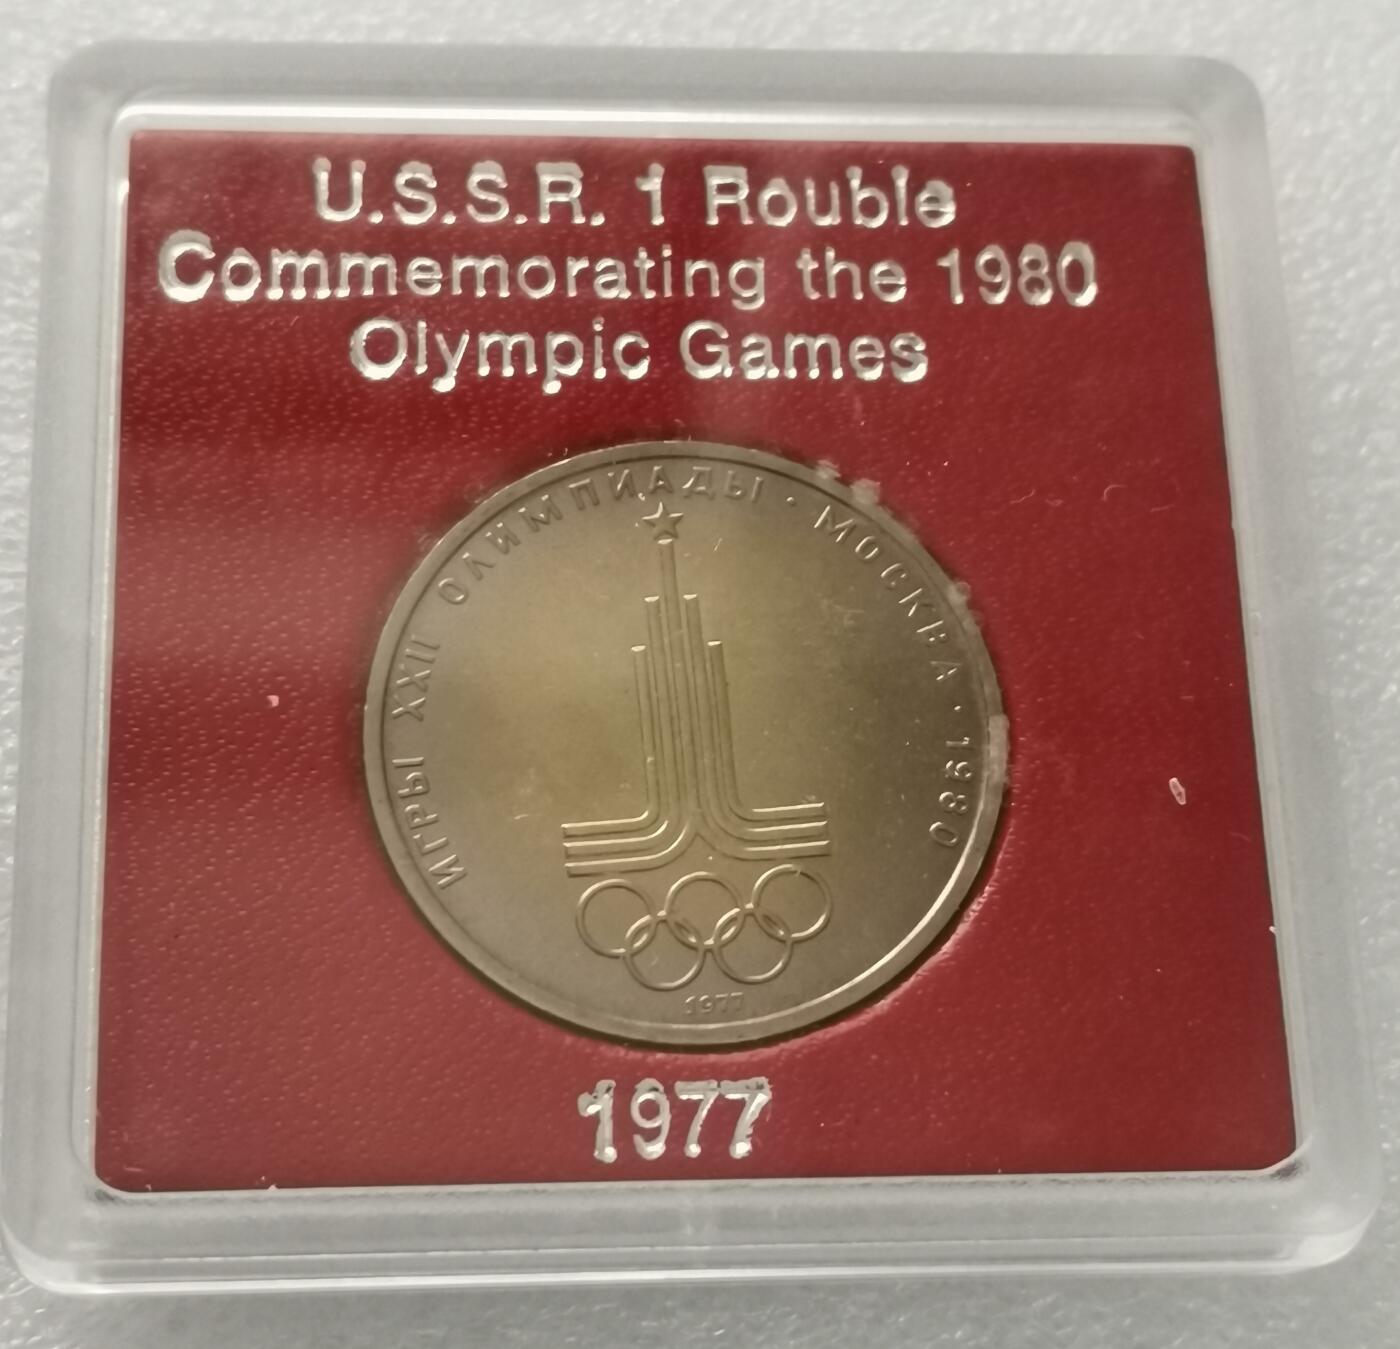 U.S.S.R. 1 Rouble
Commemorating the 1980
Olympic Games
ИГРЫ XXII ОЛИМПИАДЫ · МОСКВА · 1980
1977
1977